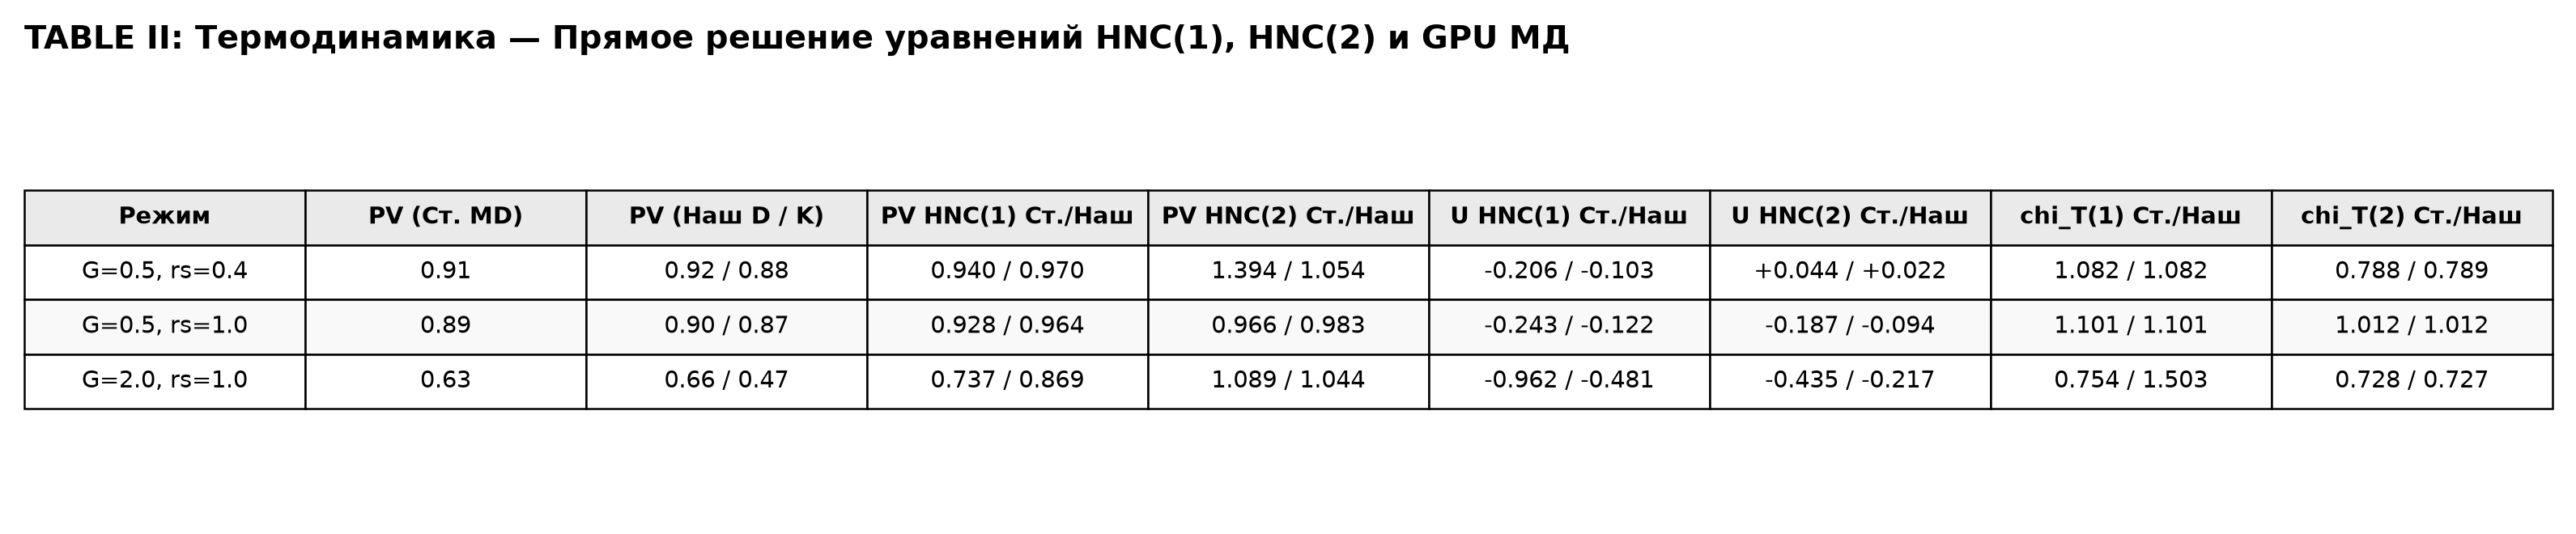 TABLE II: Термодинамика — Прямое решение уравнений HNC(1), HNC(2) и GPU МД
Режим PV (Ст. MD) PV (Наш D / K) PV HNC(1) Ст./Наш PV HNC(2) Ст./Наш U HNC(1) Ст./Наш U HNC(2) Ст./Наш chi_T(1) Ст./Наш chi_T(2) Ст./Наш
G=0.5, rs=0.4 0.91 0.92 / 0.88 0.940 / 0.970 1.394 / 1.054 -0.206 / -0.103 +0.044 / +0.022 1.082 / 1.082 0.788 / 0.789
G=0.5, rs=1.0 0.89 0.90 / 0.87 0.928 / 0.964 0.966 / 0.983 -0.243 / -0.122 -0.187 / -0.094 1.101 / 1.101 1.012 / 1.012
G=2.0, rs=1.0 0.63 0.66 / 0.47 0.737 / 0.869 1.089 / 1.044 -0.962 / -0.481 -0.435 / -0.217 0.754 / 1.503 0.728 / 0.727